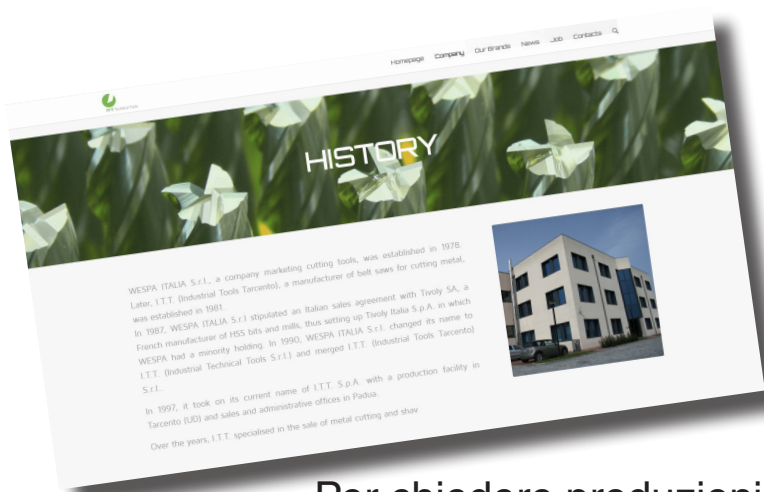 Homepage Company Our Brands News Job Contacts
HISTORY
WESPA ITALIA S.r.l., a company marketing cutting tools, was established in 1978.
Later, I.T.T. (Industrial Tools Tarcento), a manufacturer of belt saws for cutting metal,
was established in 1981.
In 1987, WESPA ITALIA S.r.l stipulated an Italian sales agreement with Tivoly SA, a
French manufacturer of HSS bits and mills, thus setting up Tivoly Italia S.p.A. in which
WESPA had a minority holding. In 1990, WESPA ITALIA S.r.l. changed its name to
I.T.T. (Industrial Technical Tools S.r.l.) and merged I.T.T. (Industrial Tools Tarcento)
S.r.l..
In 1997, it took on its current name of I.T.T. S.p.A. with a production facility in
Tarcento (UD) and sales and administrative offices in Padua.
Over the years, I.T.T. specialised in the sale of metal cutting and shav
Per chiedere produzioni